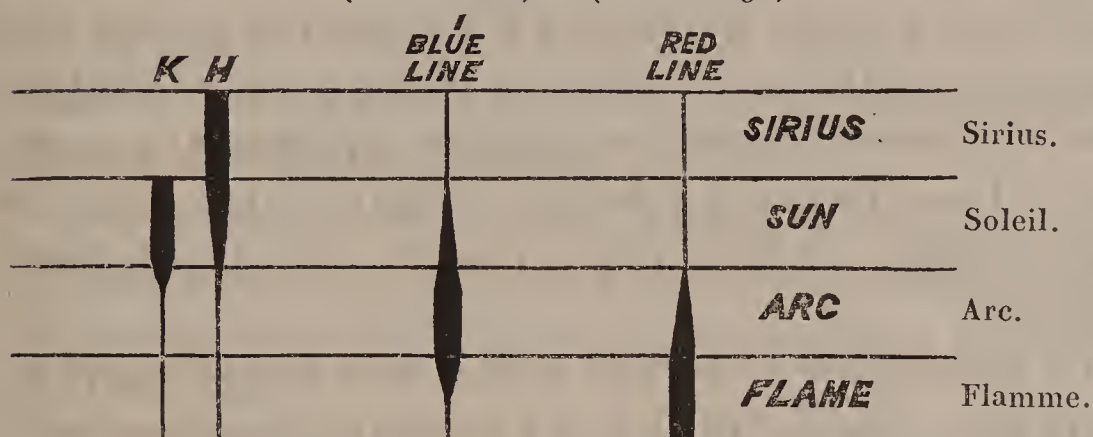 BLUE RED
K H LINE LINE
SIRIUS Sirius.
SUN Soleil.
ARC Arc.
FLAME Flamme.